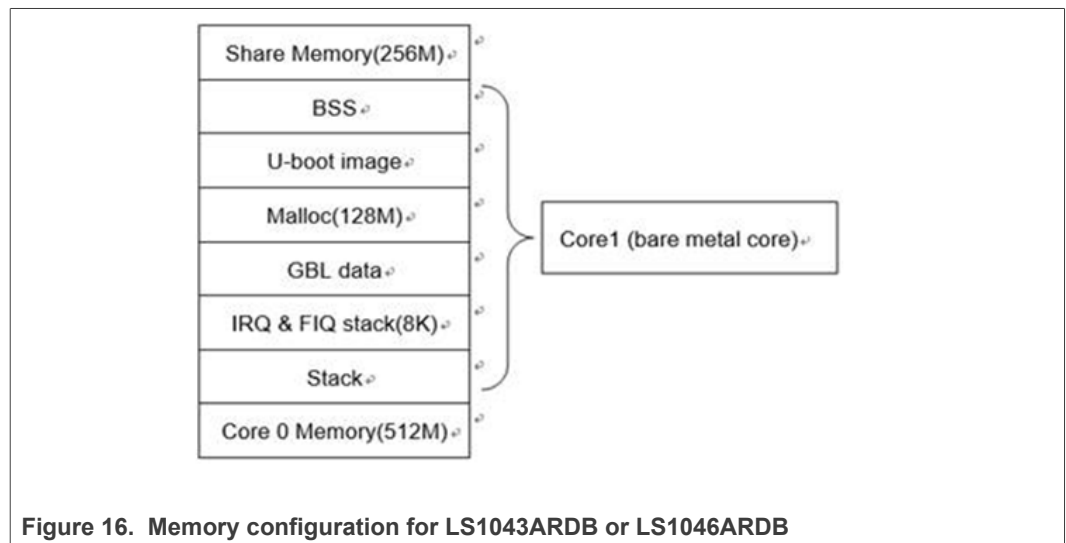 Share Memory(256M)
BSS
U-boot image
Malloc(128M)
GBL data
IRQ & FIQ stack(8K)
Stack
Core 0 Memory(512M)
Core1 (bare metal core)
Figure 16. Memory configuration for LS1043ARDB or LS1046ARDB